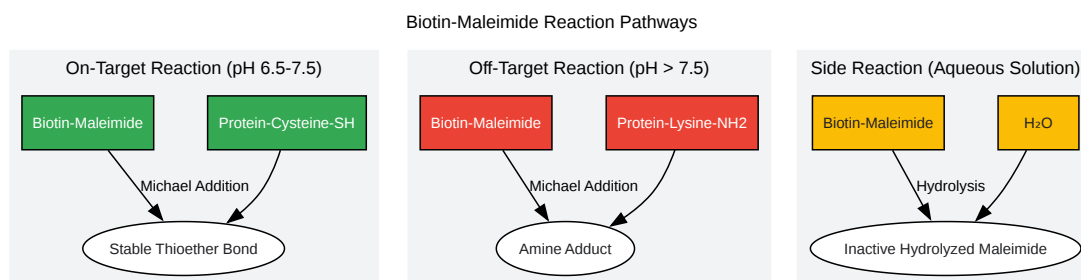 Biotin-Maleimide Reaction Pathways
On-Target Reaction (pH 6.5-7.5)
Biotin-Maleimide
Protein-Cysteine-SH
Michael Addition
Stable Thioether Bond
Off-Target Reaction (pH > 7.5)
Biotin-Maleimide
Protein-Lysine-NH2
Michael Addition
Amine Adduct
Side Reaction (Aqueous Solution)
Biotin-Maleimide
H₂O
Hydrolysis
Inactive Hydrolyzed Maleimide